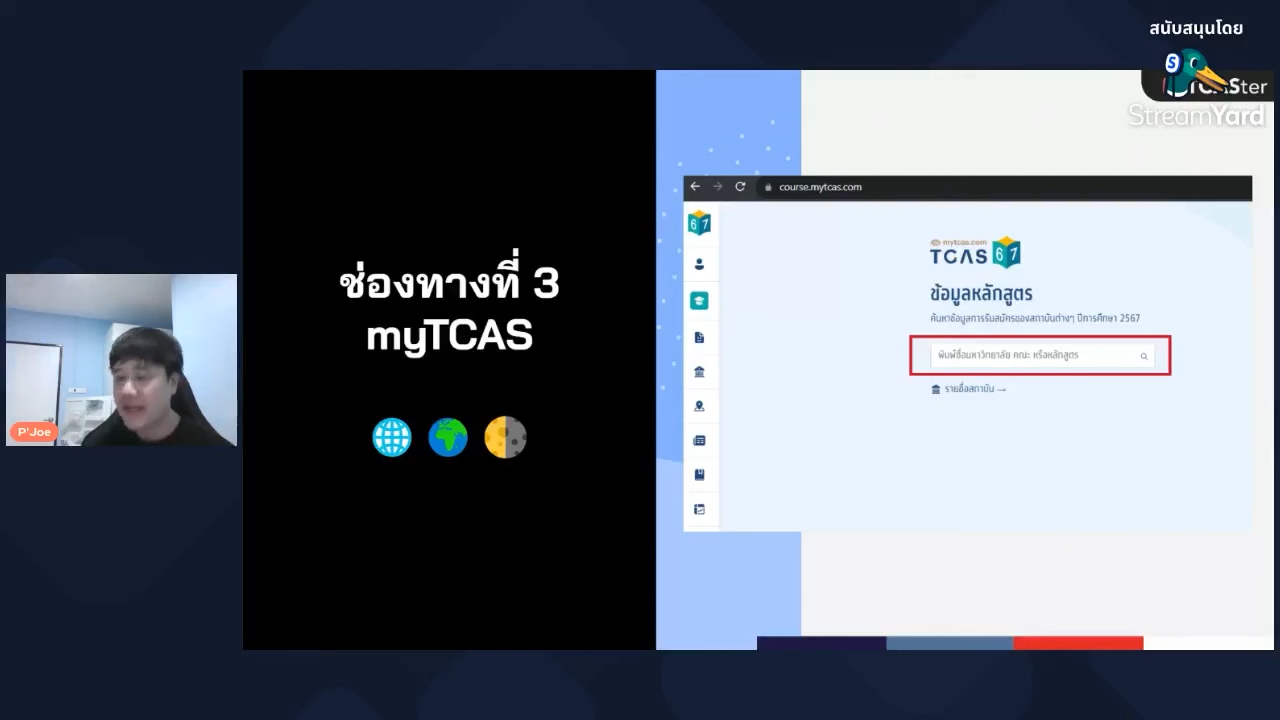 สนับสนุนโดย
StreamYard
P'Joe
ช่องทางที่ 3
myTCAS
course.mytcas.com
67
mytcas.com
TCAS 67
ข้อมูลหลักสูตร
ค้นหาข้อมูลการรับสมัครของสถาบันต่างๆ ปีการศึกษา 2567
พิมพ์ชื่อมหาวิทยาลัย คณะ หรือหลักสูตร
รายชื่อสถาบัน →